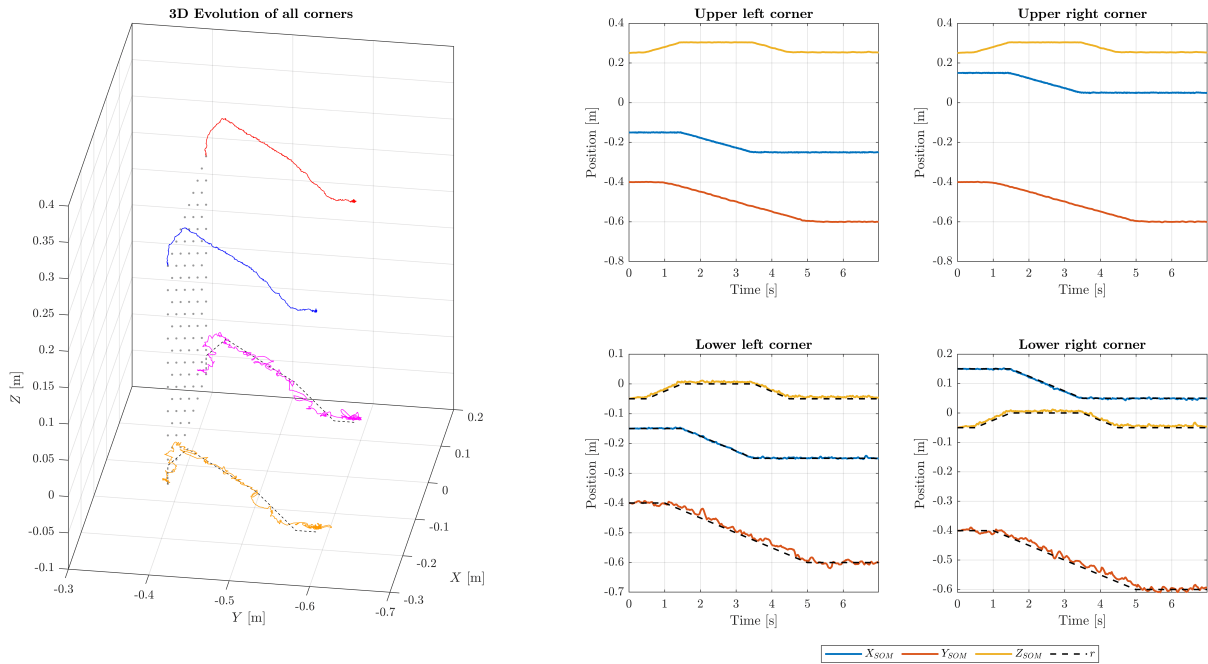 3D Evolution of all corners
0.4
0.35
0.3
0.25
0.2
0.15
0.1
0.05
0
-0.05
-0.1
Z [m]
-0.3
-0.4
-0.5
-0.6
-0.7
Y [m]
0.2
0.1
0
-0.1
-0.2
-0.3
X [m]
Upper left corner
0.4
0.2
0
-0.2
-0.4
-0.6
-0.8
Position [m]
0 1 2 3 4 5 6
Time [s]
Upper right corner
0.4
0.2
0
-0.2
-0.4
-0.6
-0.8
Position [m]
0 1 2 3 4 5 6
Time [s]
Lower left corner
0.1
0
-0.1
-0.2
-0.3
-0.4
-0.5
-0.6
-0.7
Position [m]
0 1 2 3 4 5 6
Time [s]
Lower right corner
0.2
0.1
0
-0.1
-0.2
-0.3
-0.4
-0.5
-0.6
Position [m]
0 1 2 3 4 5 6
Time [s]
X_SOM Y_SOM Z_SOM r